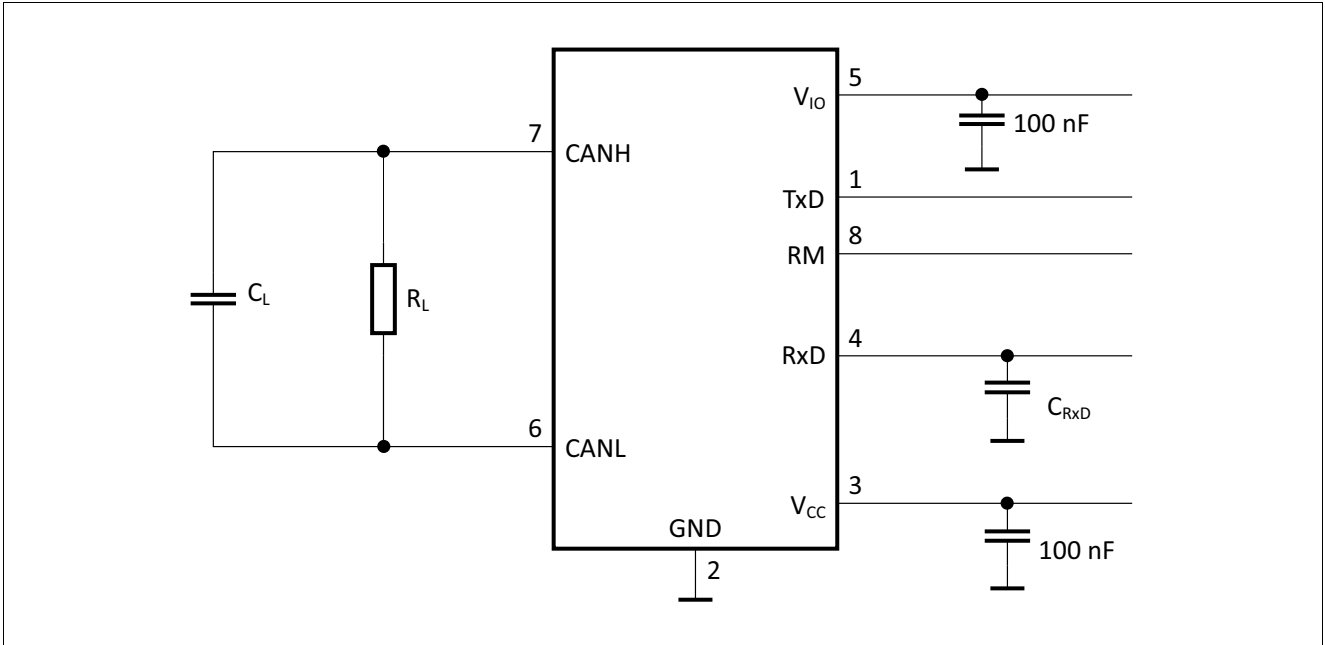 5
V_IO
100 nF
7
CANH
1
TxD
8
RM
C_L
R_L
4
RxD
C_RxD
6
CANL
3
V_CC
GND
100 nF
2